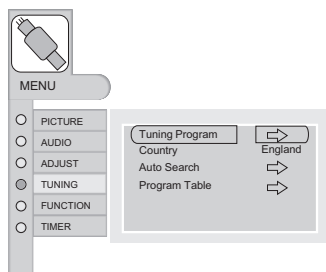 MENU
PICTURE
AUDIO
ADJUST
TUNING
FUNCTION
TIMER
Tuning Program
Country England
Auto Search
Program Table